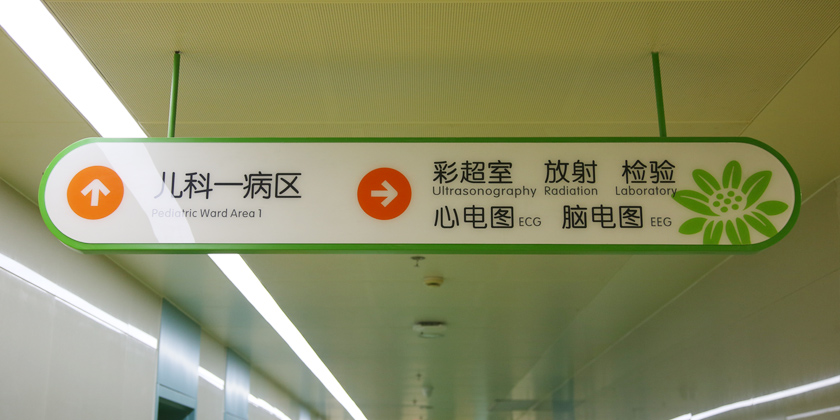 儿科一病区
Pediatric Ward Area 1
彩超室 放射 检验
Ultrasonography Radiation Laboratory
心电图 ECG 脑电图 EEG